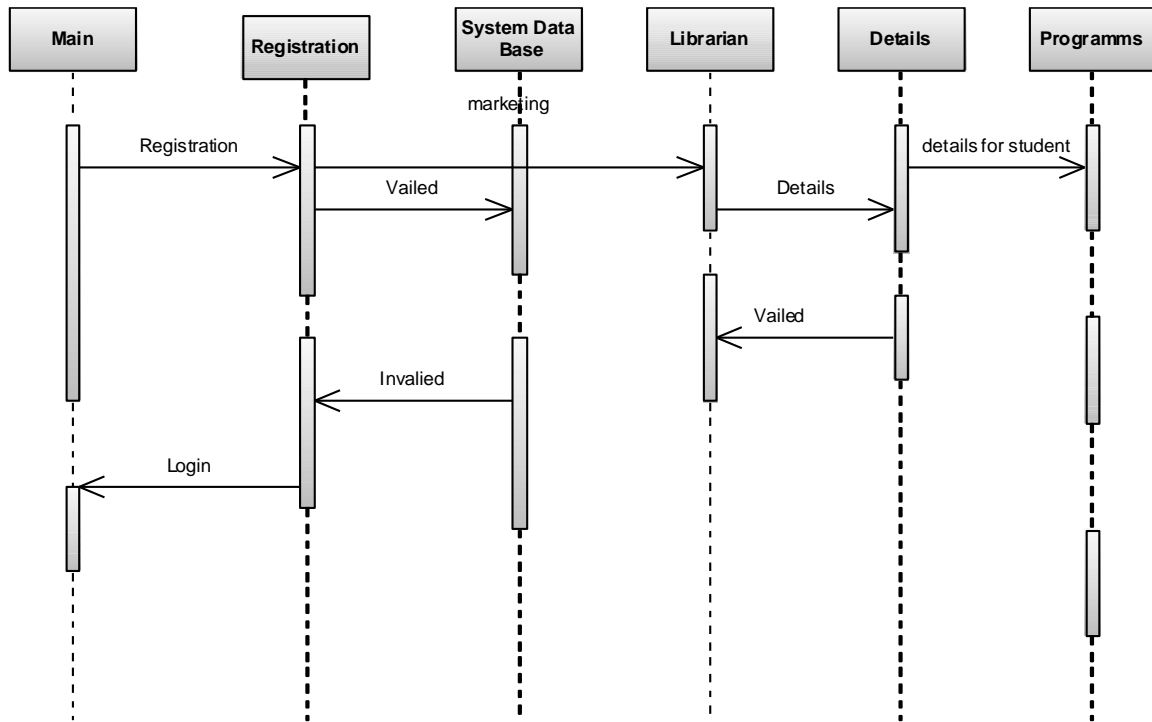 Main
Registration
System Data
Base
Librarian
Details
Programms
marketing
Registration
details for student
Vailed
Details
Vailed
Invalied
Login